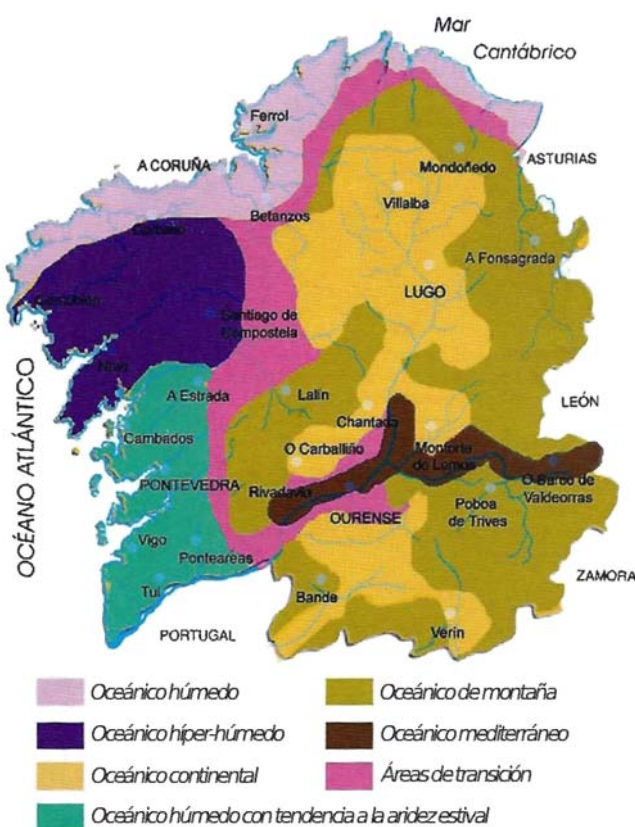 Mar
Cantábrico
Ferrol
A CORUÑA
ASTURIAS
Mondoñedo
Villalba
Betanzos
Carballo
A Fonsagrada
LUGO
Corcubión
Santiago de
Compostela
OCÉANO ATLÁNTICO
Noia
A Estrada
Lalín
LEÓN
Chantada
Cambados
O Carballiño
Monforte
de Lemos
PONTEVEDRA
Rivadavia
O Barco de
Valdeorras
Poboa
de Trives
OURENSE
Vigo
Ponteareas
ZAMORA
Tui
Bande
PORTUGAL
Verín
Oceánico húmedo
Oceánico de montaña
Oceánico híper-húmedo
Oceánico mediterráneo
Oceánico continental
Áreas de transición
Oceánico húmedo con tendencia a la aridez estival